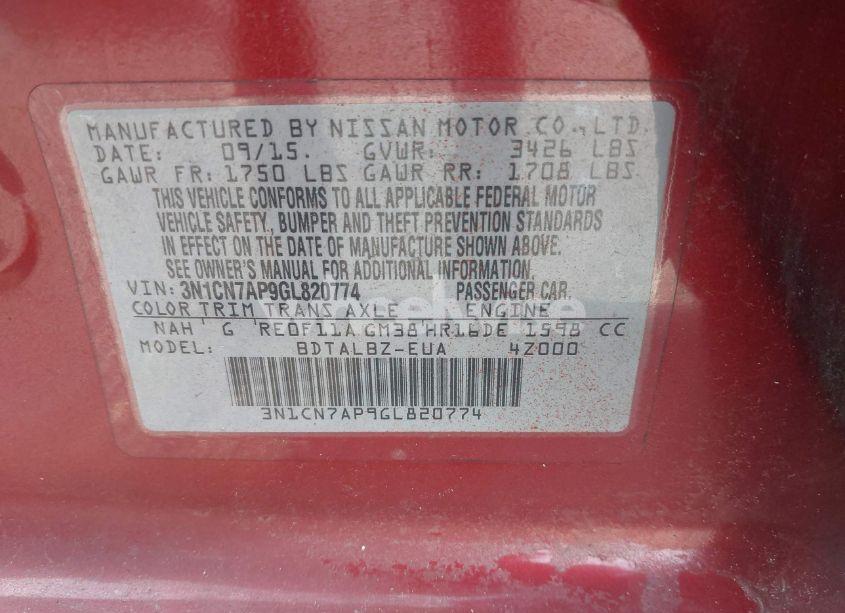 MANUFACTURED BY NISSAN MOTOR CO.,LTD.
DATE: 09/15. GVWR: 3426 LBS
GAWR FR: 1750 LBS GAWR RR: 1708 LBS
THIS VEHICLE CONFORMS TO ALL APPLICABLE FEDERAL MOTOR
VEHICLE SAFETY, BUMPER AND THEFT PREVENTION STANDARDS
IN EFFECT ON THE DATE OF MANUFACTURE SHOWN ABOVE.
SEE OWNER'S MANUAL FOR ADDITIONAL INFORMATION.
VIN: 3N1CN7AP9GL820774 PASSENGER CAR.
COLOR TRIM TRANS AXLE ENGINE
NAH G RE0F11A GM38 HR16DE 1598 CC
MODEL: BDTALBZ-EUA 4Z000
3N1CN7AP9GL820774